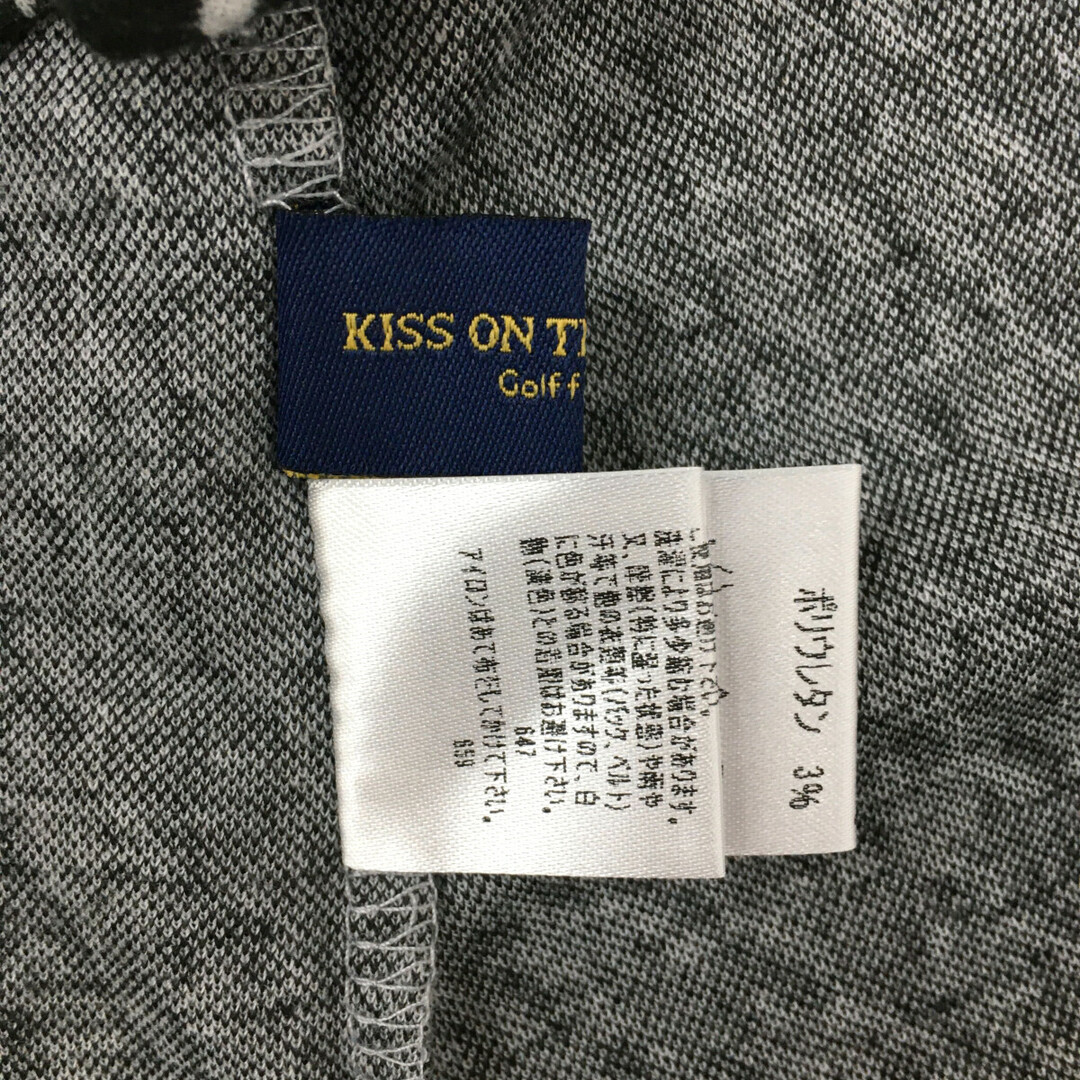 KISS ON T
Golf f
ポリウレタン 3%
洗濯により多少縮む場合があります。
又、摩擦(特に湿った状態)や雨や
汗等で他の衣類等(バッグ、ベルト)
に色が移る場合がありますので、白
物(淡色)との着用はお避け下さい。
647
アイロンはあて布をしてかけて下さい。
659